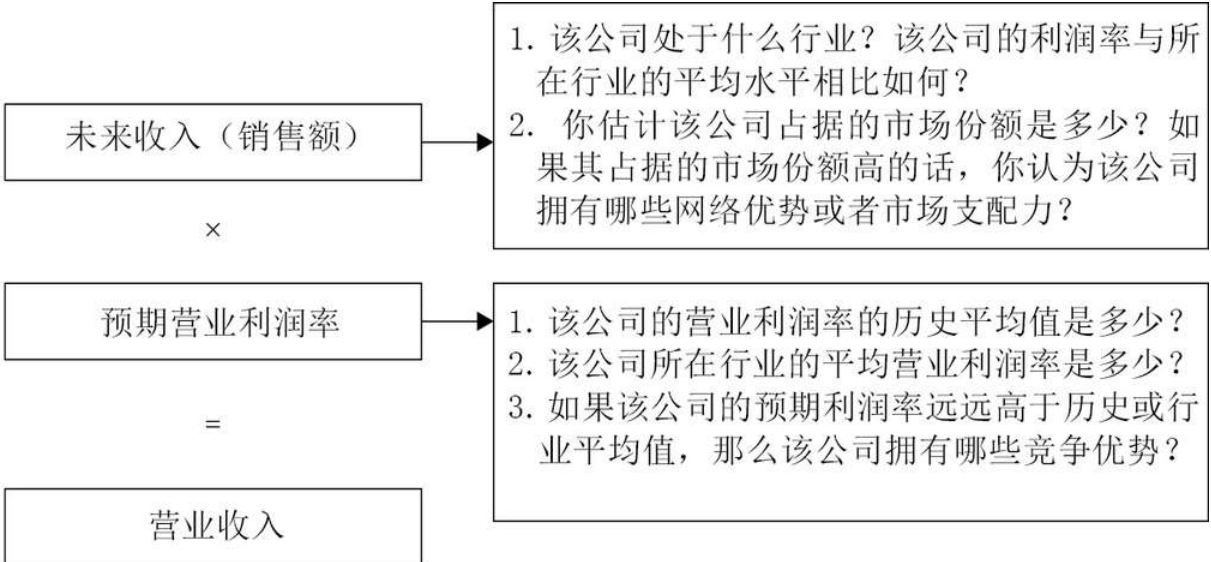 未来收入（销售额）
1. 该公司处于什么行业？该公司的利润率与所
在行业的平均水平相比如何？
2. 你估计该公司占据的市场份额是多少？如
果其占据的市场份额高的话，你认为该公司
拥有哪些网络优势或者市场支配力？
×
预期营业利润率
1. 该公司的营业利润率的历史平均值是多少？
2. 该公司所在行业的平均营业利润率是多少？
3. 如果该公司的预期利润率远远高于历史或行
业平均值，那么该公司拥有哪些竞争优势？
=
营业收入